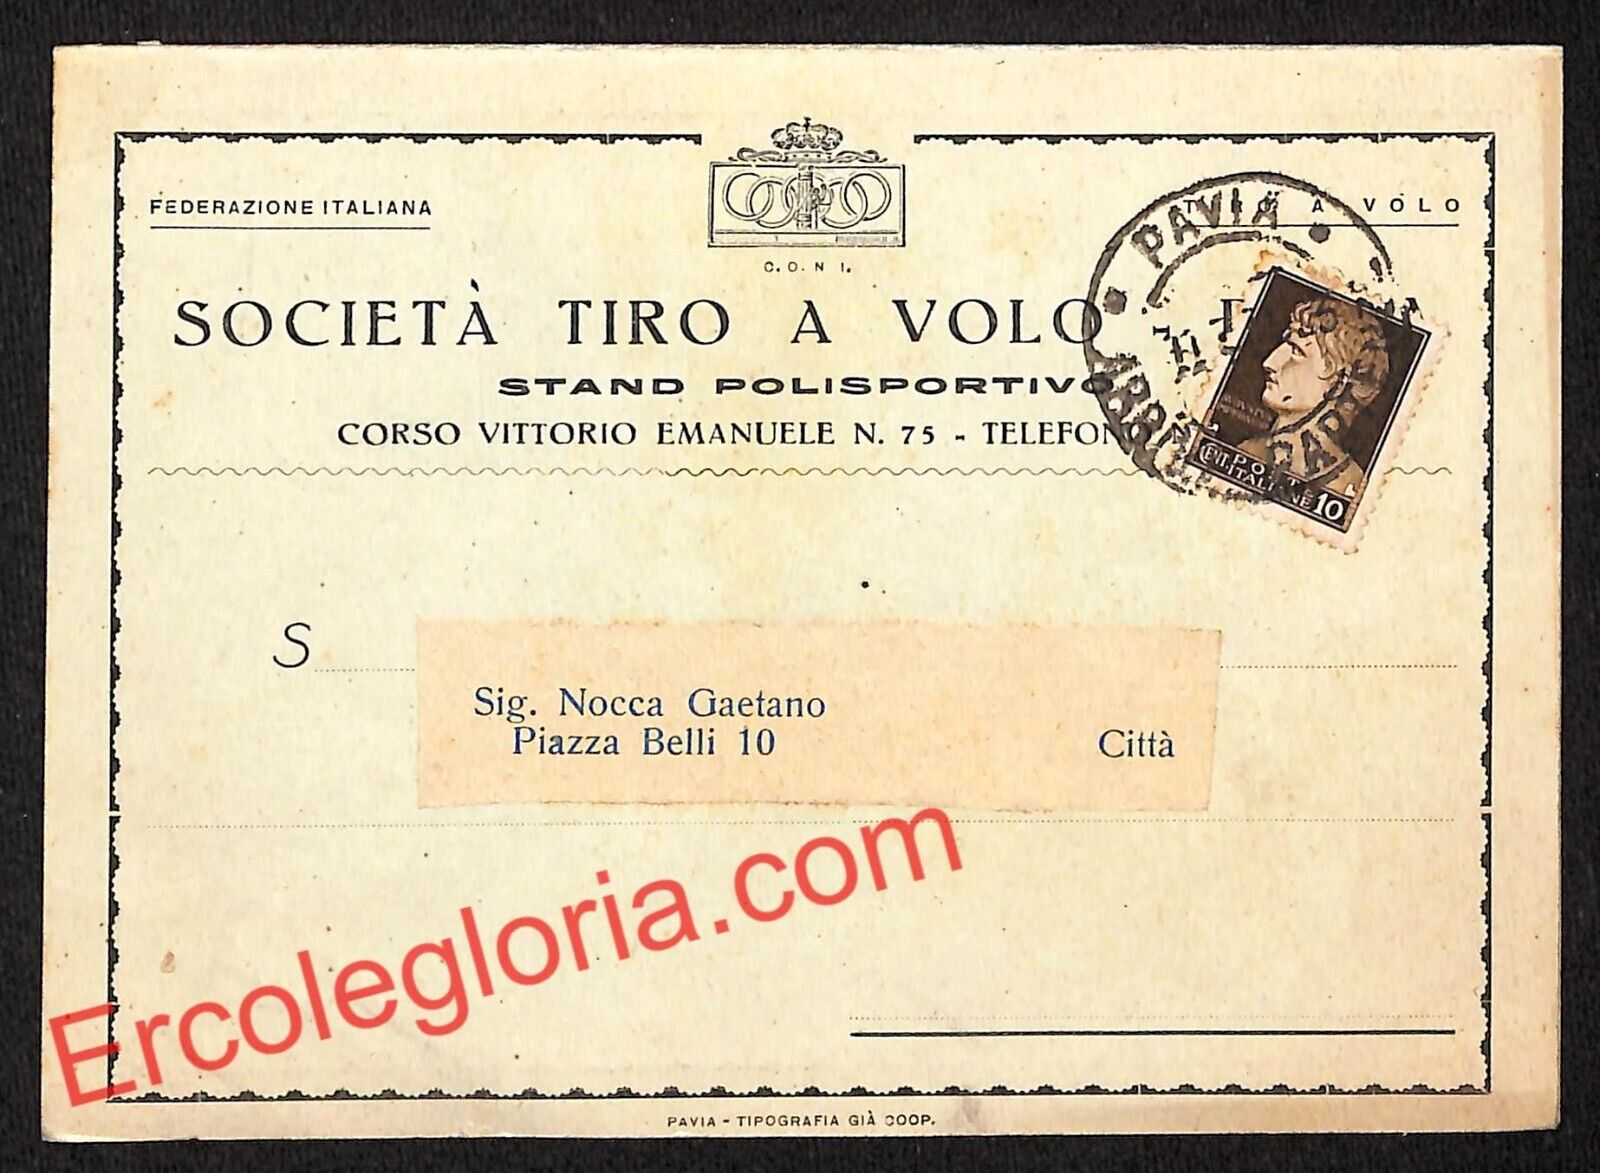 FEDERAZIONE ITALIANA
TIRO A VOLO
C. O. N I.
SOCIETÀ TIRO A VOLO
STAND POLISPORTIVO
CORSO VITTORIO EMANUELE N. 75 - TELEFON
PAVIA
POSTE
ITALIANE 10
S
Sig. Nocca Gaetano
Piazza Belli 10 Città
Ercolegloria.com
PAVIA - TIPOGRAFIA GIÀ COOP.